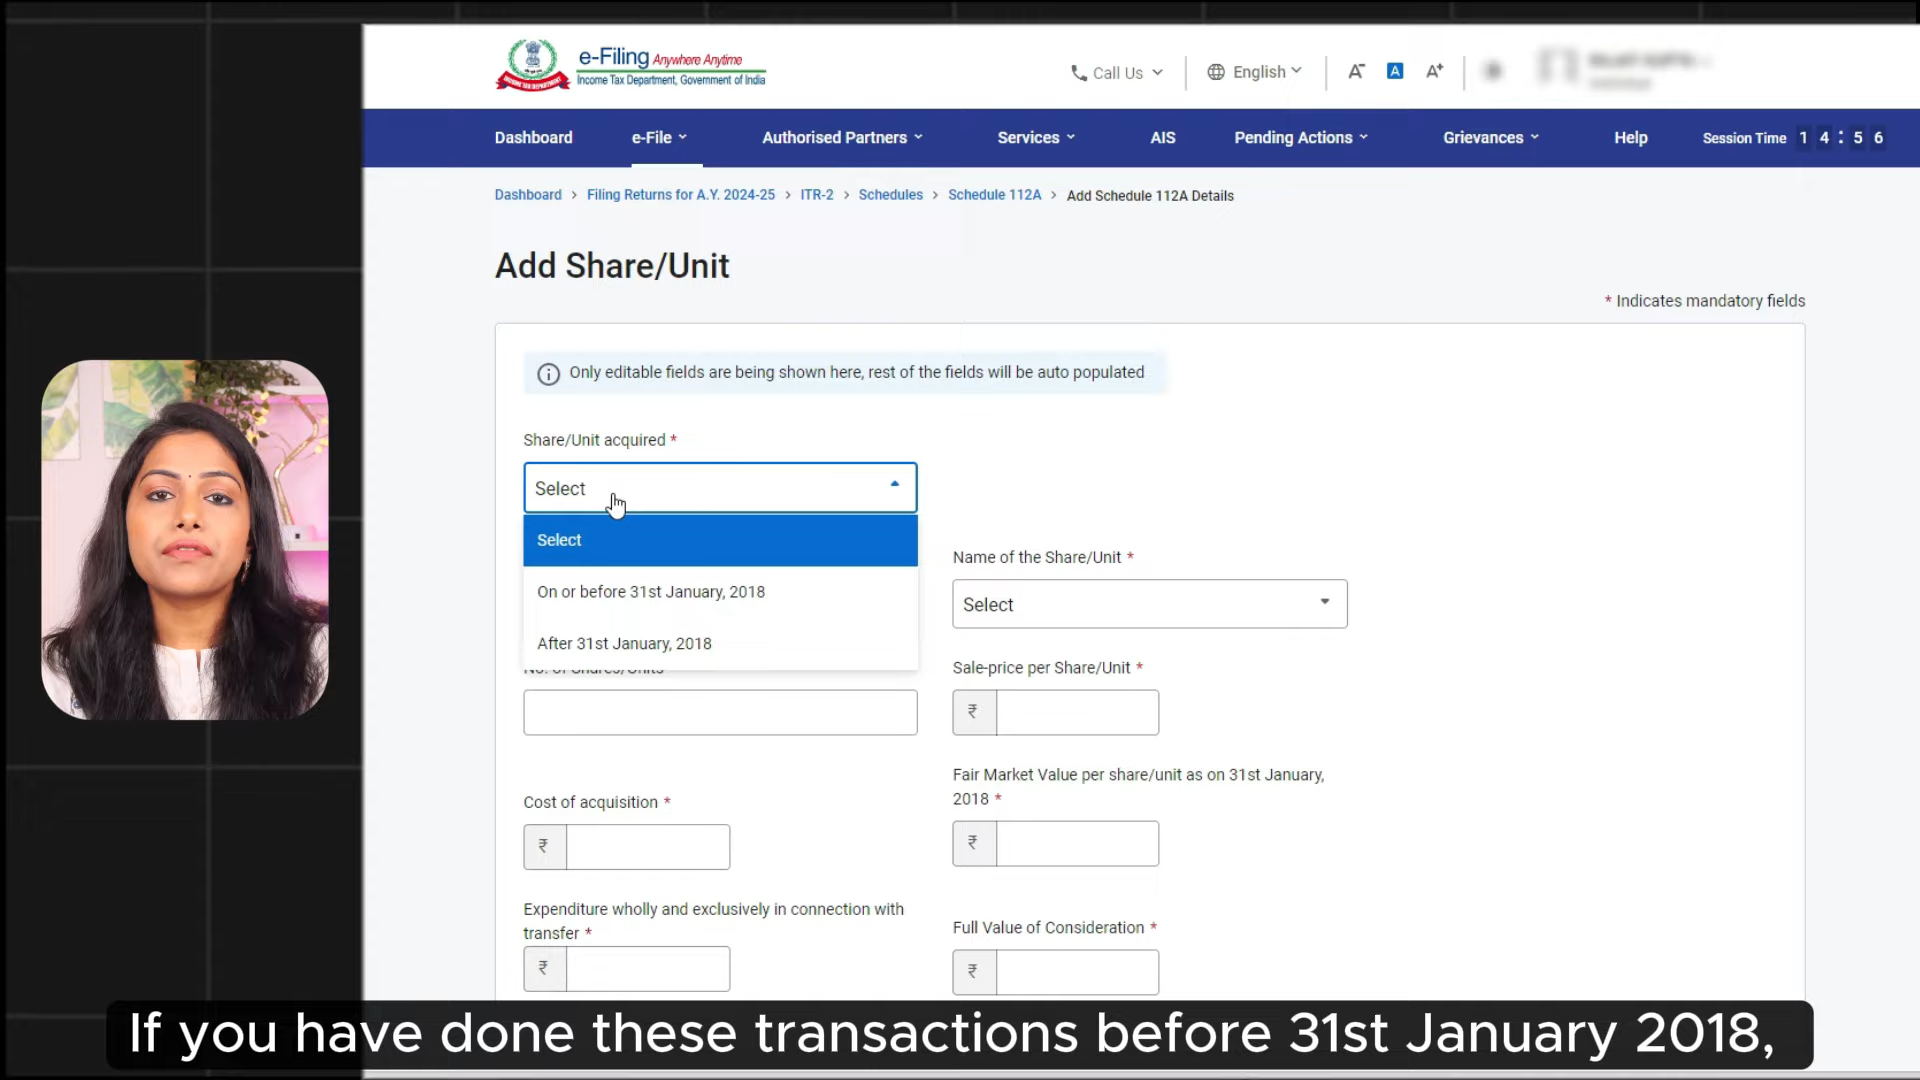 e-Filing Anywhere Anytime
Income Tax Department, Government of India
Call Us
English
A- A A+
Dashboard e-File Authorised Partners Services AIS Pending Actions Grievances Help Session Time 1 4 : 5 6
Dashboard > Filing Returns for A.Y. 2024-25 > ITR-2 > Schedules > Schedule 112A > Add Schedule 112A Details
Add Share/Unit
* Indicates mandatory fields
Only editable fields are being shown here, rest of the fields will be auto populated
Share/Unit acquired *
Select
Select
On or before 31st January, 2018
After 31st January, 2018
Name of the Share/Unit *
Select
No. of Shares/Units
Sale-price per Share/Unit *
₹
Cost of acquisition *
₹
Fair Market Value per share/unit as on 31st January,
2018 *
₹
Expenditure wholly and exclusively in connection with
transfer *
₹
Full Value of Consideration *
₹
If you have done these transactions before 31st January 2018,